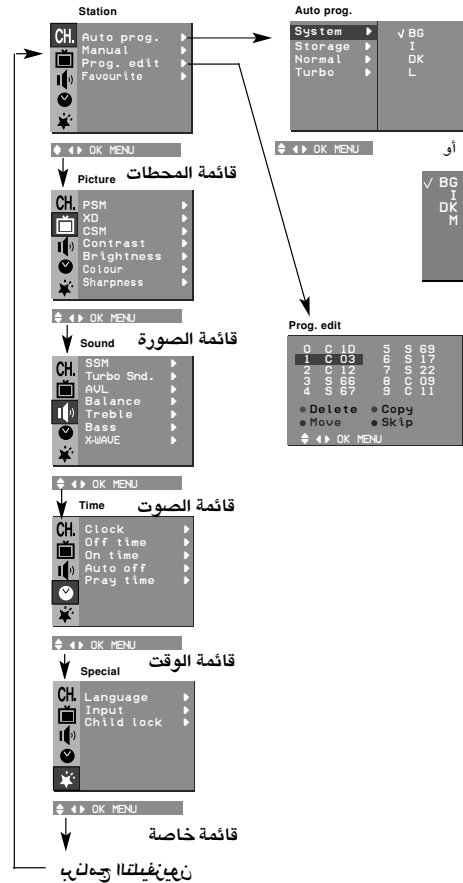 Station
CH. Auto prog.
Manual
Prog. edit
Favourite
OK MENU
قائمة المحطات
Auto prog.
System √ BG
Storage I
Normal DK
Turbo L
OK MENU
أو
√ BG
I
DK
M
Picture
CH. PSM
XD
CSM
Contrast
Brightness
Colour
Sharpness
OK MENU
قائمة الصورة
Prog. edit
0 C 1D 5 S 69
1 C 03 6 S 17
2 C 12 7 S 22
3 S 66 8 C 09
4 S 67 9 C 11
Delete Copy
Move Skip
OK MENU
Sound
CH. SSM
Turbo Snd.
AVL
Balance
Treble
Bass
X-WAVE
OK MENU
قائمة الصوت
Time
CH. Clock
Off time
On time
Auto off
Pray time
OK MENU
قائمة الوقت
Special
CH. Language
Input
Child lock
OK MENU
قائمة خاصة
برنامج التليفزيون